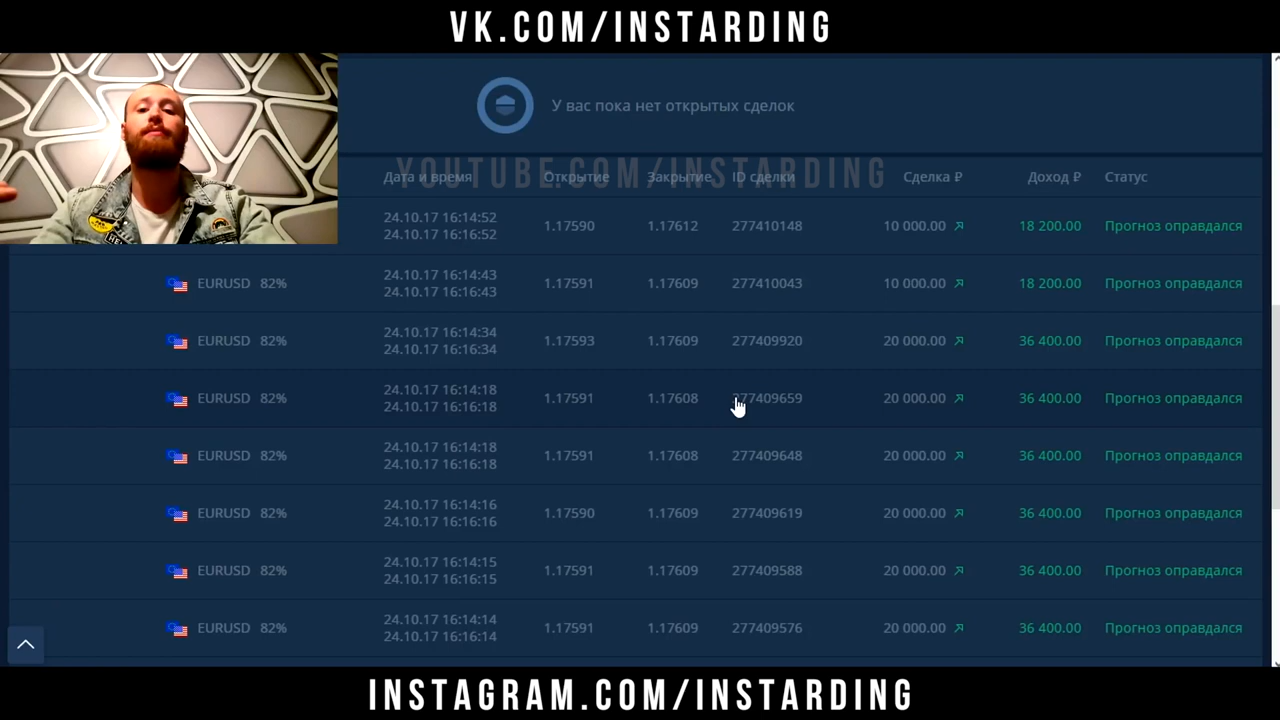 VK.COM/INSTARDING
У вас пока нет открытых сделок
YOUTUBE.COM/INSTARDING
Дата и время Открытие Закрытие ID сделки Сделка ₽ Доход ₽ Статус
24.10.17 16:14:52
24.10.17 16:16:52
1.17590 1.17612 277410148 10 000.00 18 200.00 Прогноз оправдался
EURUSD 82%
24.10.17 16:14:43
24.10.17 16:16:43
1.17591 1.17609 277410043 10 000.00 18 200.00 Прогноз оправдался
EURUSD 82%
24.10.17 16:14:34
24.10.17 16:16:34
1.17593 1.17609 277409920 20 000.00 36 400.00 Прогноз оправдался
EURUSD 82%
24.10.17 16:14:18
24.10.17 16:16:18
1.17591 1.17608 277409659 20 000.00 36 400.00 Прогноз оправдался
EURUSD 82%
24.10.17 16:14:18
24.10.17 16:16:18
1.17591 1.17608 277409648 20 000.00 36 400.00 Прогноз оправдался
EURUSD 82%
24.10.17 16:14:16
24.10.17 16:16:16
1.17590 1.17609 277409619 20 000.00 36 400.00 Прогноз оправдался
EURUSD 82%
24.10.17 16:14:15
24.10.17 16:16:15
1.17591 1.17609 277409588 20 000.00 36 400.00 Прогноз оправдался
EURUSD 82%
24.10.17 16:14:14
24.10.17 16:16:14
1.17591 1.17609 277409576 20 000.00 36 400.00 Прогноз оправдался
INSTAGRAM.COM/INSTARDING